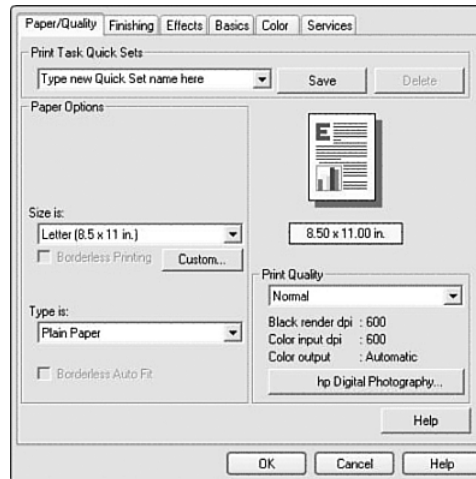 Paper/Quality Finishing Effects Basics Color Services
Print Task Quick Sets
Type new Quick Set name here Save Delete
Paper Options
E
Size is:
Letter (8.5 x 11 in.)
8.50 x 11.00 in.
Borderless Printing Custom...
Print Quality
Normal
Type is:
Plain Paper
Black render dpi : 600
Color input dpi : 600
Color output : Automatic
Borderless Auto Fit
hp Digital Photography...
Help
OK Cancel Help